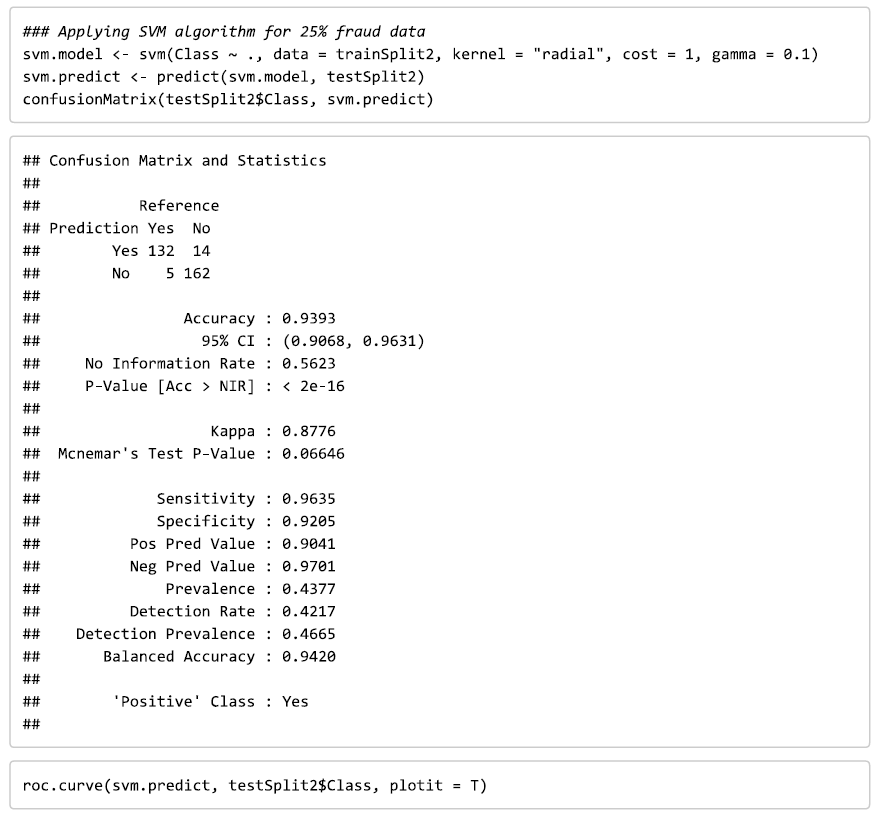 ### Applying SVM algorithm for 25% fraud data
svm.model <- svm(Class ~ ., data = trainSplit2, kernel = "radial", cost = 1, gamma = 0.1)
svm.predict <- predict(svm.model, testSplit2)
confusionMatrix(testSplit2$Class, svm.predict)
## Confusion Matrix and Statistics
##
##           Reference
## Prediction Yes  No
##        Yes 132  14
##        No    5 162
##
##                Accuracy : 0.9393
##                  95% CI : (0.9068, 0.9631)
##     No Information Rate : 0.5623
##     P-Value [Acc > NIR] : < 2e-16
##
##                   Kappa : 0.8776
##  Mcnemar's Test P-Value : 0.06646
##
##             Sensitivity : 0.9635
##             Specificity : 0.9205
##          Pos Pred Value : 0.9041
##          Neg Pred Value : 0.9701
##              Prevalence : 0.4377
##          Detection Rate : 0.4217
##    Detection Prevalence : 0.4665
##       Balanced Accuracy : 0.9420
##
##        'Positive' Class : Yes
##
roc.curve(svm.predict, testSplit2$Class, plotit = T)